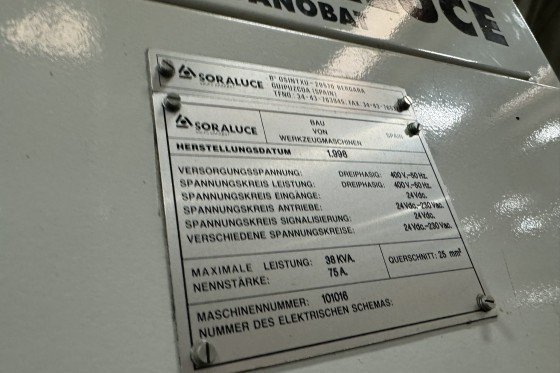 UCE
ANOBA
SORALUCE
Bº OSINTXU - 20570 BERGARA
GUIPUZCOA (SPAIN)
SORALUCE
BAU
VON
WERKZEUGMASCHINER
SPAIN
HERSTELLUNGSDATUM 1.998
VERSORGUNGSSPANNUNG: DREIPHASIG: 400 V.-50 Hz.
SPANNUNGSKREIS LEISTUNG: DREIPHASIG: 400 V.-50 Hz.
SPANNUNGSKREIS EINGÄNGE: 24 Vdc.
SPANNUNGSKREIS ANTRIEBE: 24 Vdc.-230 Vac.
SPANNUNGSKREIS SIGNALISIERUNG: 24 Vdc.
VERSCHIEDENE SPANNUNGSKREISE: 24 Vdc.-230 Vac.
MAXIMALE LEISTUNG: 38 KVA.
NENNSTÄRKE: 75 A.
QUERSCHNITT: 25 mm²
MASCHINENNUMMER: 101016
NUMMER DES ELEKTRISCHEN SCHEMAS: